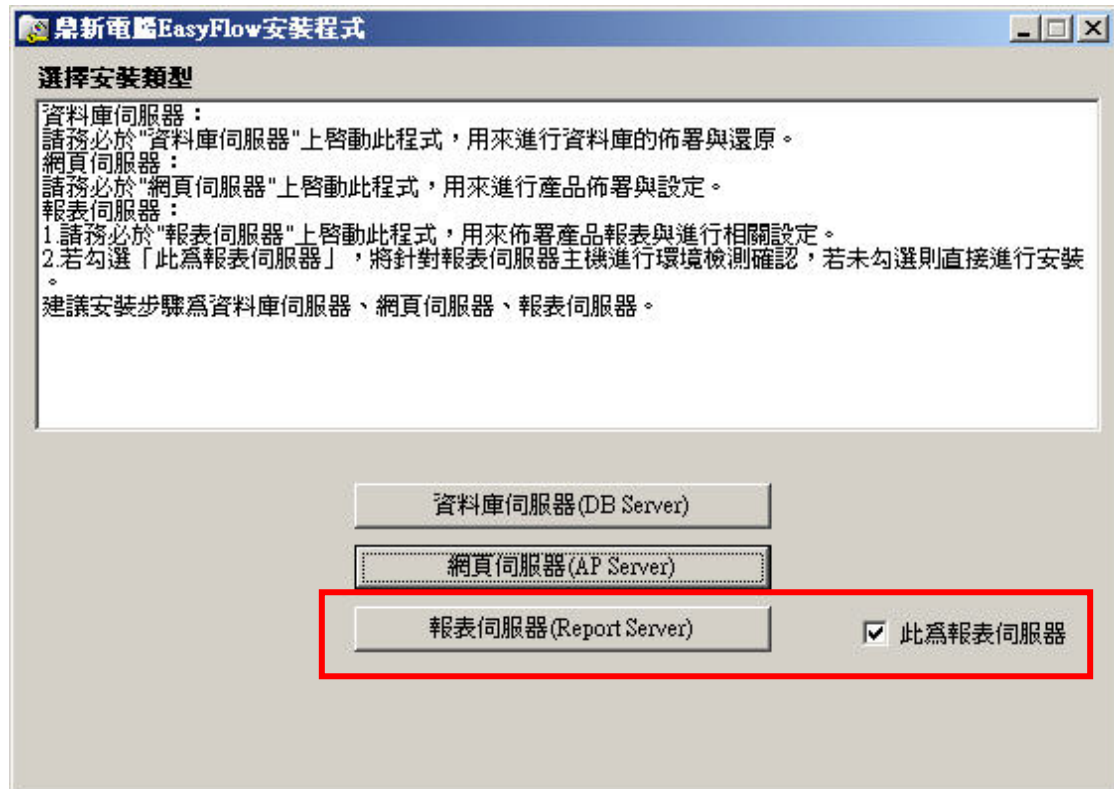 鼎新電腦EasyFlow安裝程式
選擇安裝類型
資料庫伺服器：
請務必於"資料庫伺服器"上啓動此程式，用來進行資料庫的佈署與還原。
網頁伺服器：
請務必於"網頁伺服器"上啓動此程式，用來進行產品佈署與設定。
報表伺服器：
1.請務必於"報表伺服器"上啓動此程式，用來佈署產品報表與進行相關設定。
2.若勾選「此爲報表伺服器」，將針對報表伺服器主機進行環境檢測確認，若未勾選則直接進行安裝
。
建議安裝步驟爲資料庫伺服器、網頁伺服器、報表伺服器。
資料庫伺服器(DB Server)
網頁伺服器(AP Server)
報表伺服器(Report Server)
此爲報表伺服器